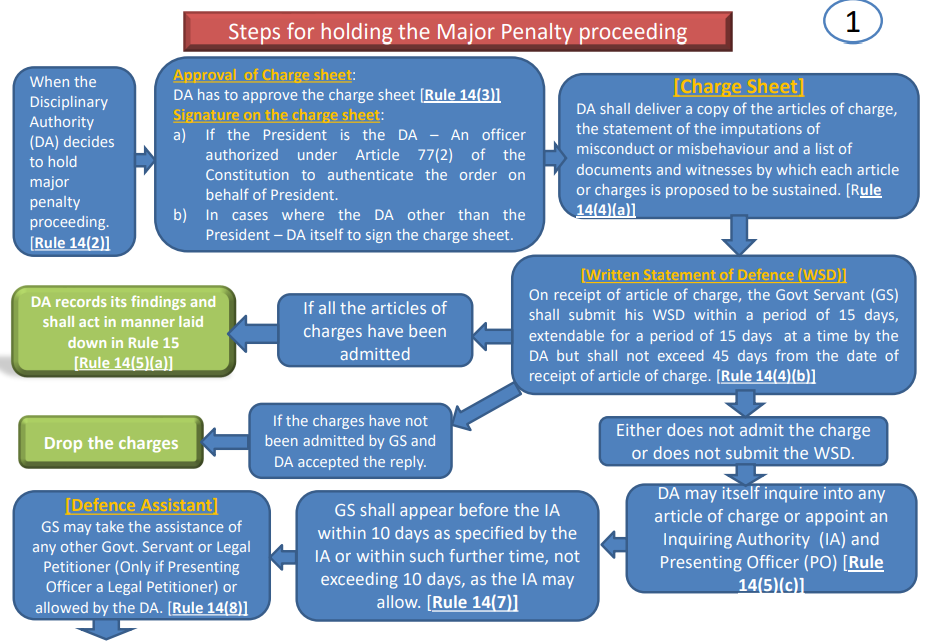 Steps for holding the Major Penalty proceeding
1
When the
Disciplinary
Authority
(DA) decides
to hold
major
penalty
proceeding.
[Rule 14(2)]
Approval of Charge sheet:
DA has to approve the charge sheet [Rule 14(3)]
Signature on the charge sheet:
a) If the President is the DA – An officer
authorized under Article 77(2) of the
Constitution to authenticate the order on
behalf of President.
b) In cases where the DA other than the
President – DA itself to sign the charge sheet.
[Charge Sheet]
DA shall deliver a copy of the articles of charge,
the statement of the imputations of
misconduct or misbehaviour and a list of
documents and witnesses by which each article
or charges is proposed to be sustained. [Rule
14(4)(a)]
[Written Statement of Defence (WSD)]
On receipt of article of charge, the Govt Servant (GS)
shall submit his WSD within a period of 15 days,
extendable for a period of 15 days at a time by the
DA but shall not exceed 45 days from the date of
receipt of article of charge. [Rule 14(4)(b)]
If all the articles of
charges have been
admitted
DA records its findings and
shall act in manner laid
down in Rule 15
[Rule 14(5)(a)]
If the charges have not
been admitted by GS and
DA accepted the reply.
Drop the charges
Either does not admit the charge
or does not submit the WSD.
DA may itself inquire into any
article of charge or appoint an
Inquiring Authority (IA) and
Presenting Officer (PO) [Rule
14(5)(c)]
GS shall appear before the IA
within 10 days as specified by the
IA or within such further time, not
exceeding 10 days, as the IA may
allow. [Rule 14(7)]
[Defence Assistant]
GS may take the assistance of
any other Govt. Servant or Legal
Petitioner (Only if Presenting
Officer a Legal Petitioner) or
allowed by the DA. [Rule 14(8)]